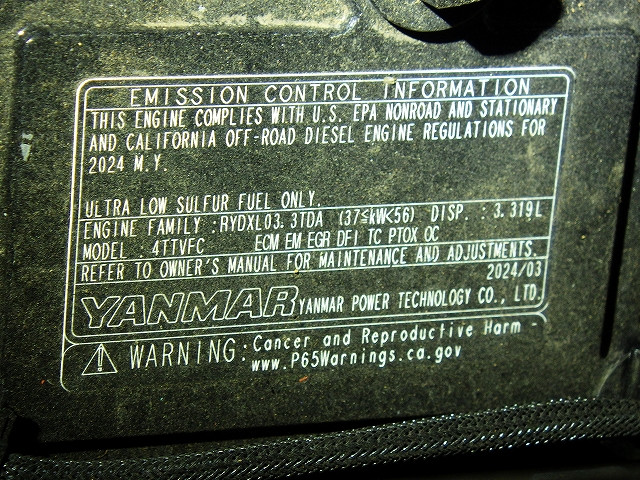 EMISSION CONTROL INFORMATION
THIS ENGINE COMPLIES WITH U.S. EPA NONROAD AND STATIONARY
AND CALIFORNIA OFF-ROAD DIESEL ENGINE REGULATIONS FOR
2024 M.Y.
ULTRA LOW SULFUR FUEL ONLY.
ENGINE FAMILY :RYDXL03.3TDA (37≦kW<56) DISP. : 3.319L
MODEL : 4TTVFC ECM EM EGR DFI TC PTOX OC
REFER TO OWNER'S MANUAL FOR MAINTENANCE AND ADJUSTMENTS.
2024/03
YANMAR YANMAR POWER TECHNOLOGY CO., LTD.
WARNING: Cancer and Reproductive Harm -
www.P65Warnings.ca.gov